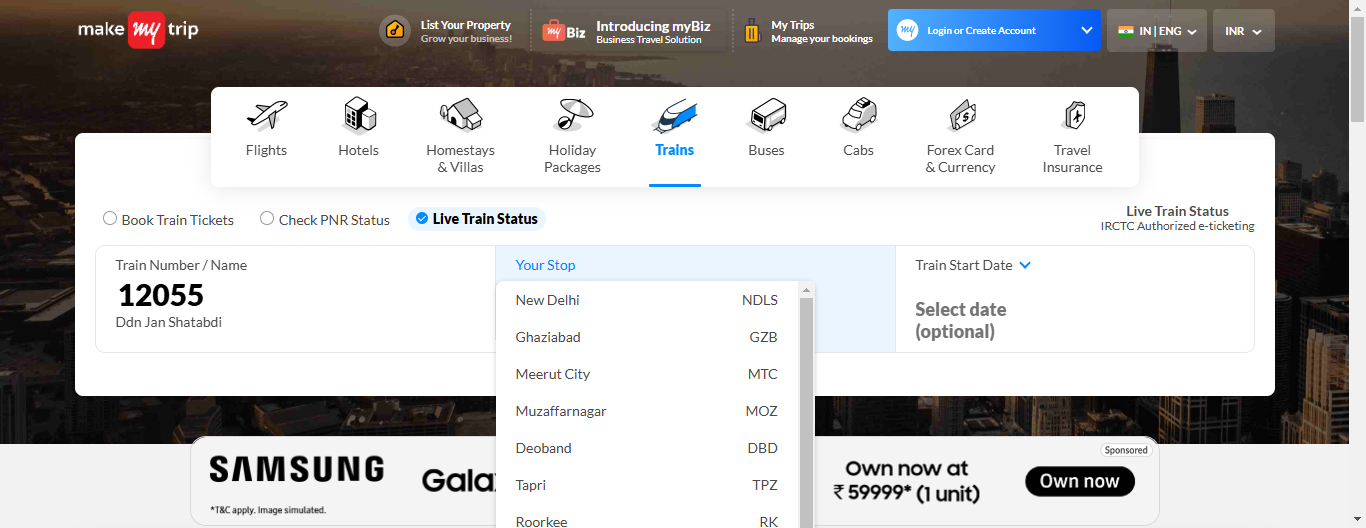 make my trip
List Your Property
Grow your business!
my Biz
Introducing myBiz
Business Travel Solution
My Trips
Manage your bookings
my Login or Create Account
IN | ENG
INR
Flights
Hotels
Homestays
& Villas
Holiday
Packages
Trains
Buses
Cabs
Forex Card
& Currency
Travel
Insurance
Book Train Tickets
Check PNR Status
Live Train Status
Live Train Status
IRCTC Authorized e-ticketing
Train Number / Name
12055
Ddn Jan Shatabdi
Your Stop
New Delhi NDLS
Ghaziabad GZB
Meerut City MTC
Muzaffarnagar MOZ
Deoband DBD
Tapri TPZ
Roorkee RK
Train Start Date
Select date
(optional)
SAMSUNG
*T&C apply. Image simulated.
Galax
Own now at
₹ 59999* (1 unit)
Sponsored
Own now